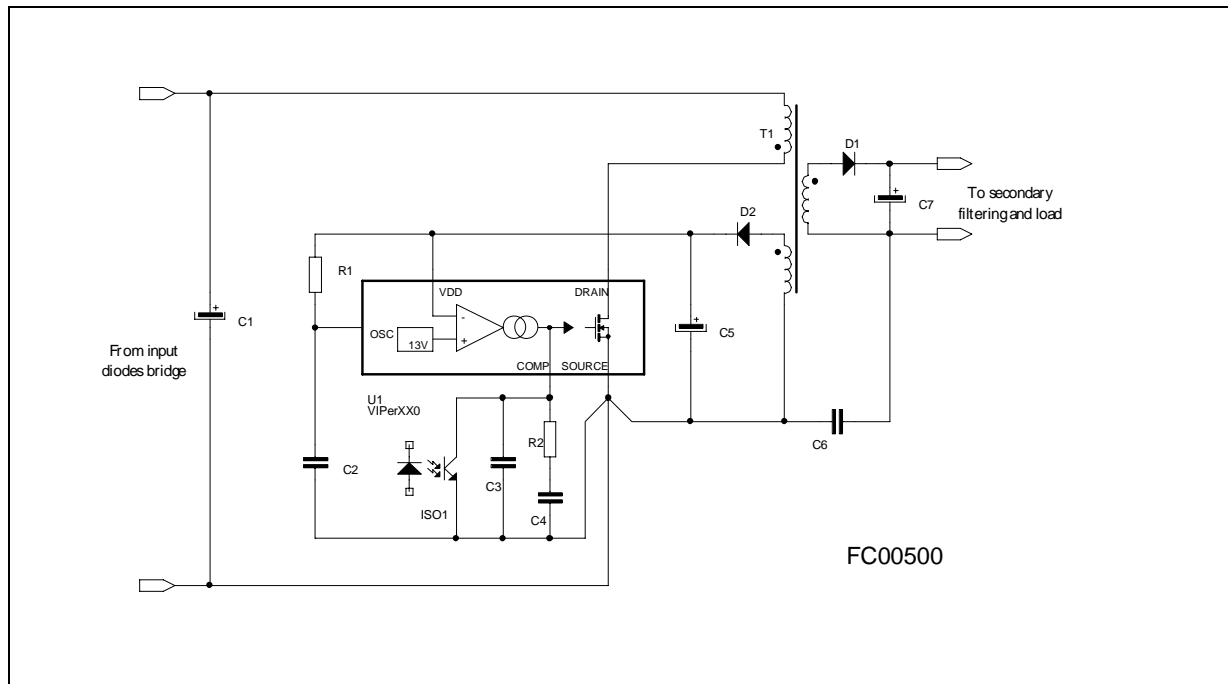 T1
D1
C7
To secondary
filtering and load
D2
R1
VDD
DRAIN
-
+
OSC
13V
COMP
SOURCE
C5
+
C1
From input
diodes bridge
U1
VIPerXX0
C2
ISO1
C3
R2
C4
C6
FC00500